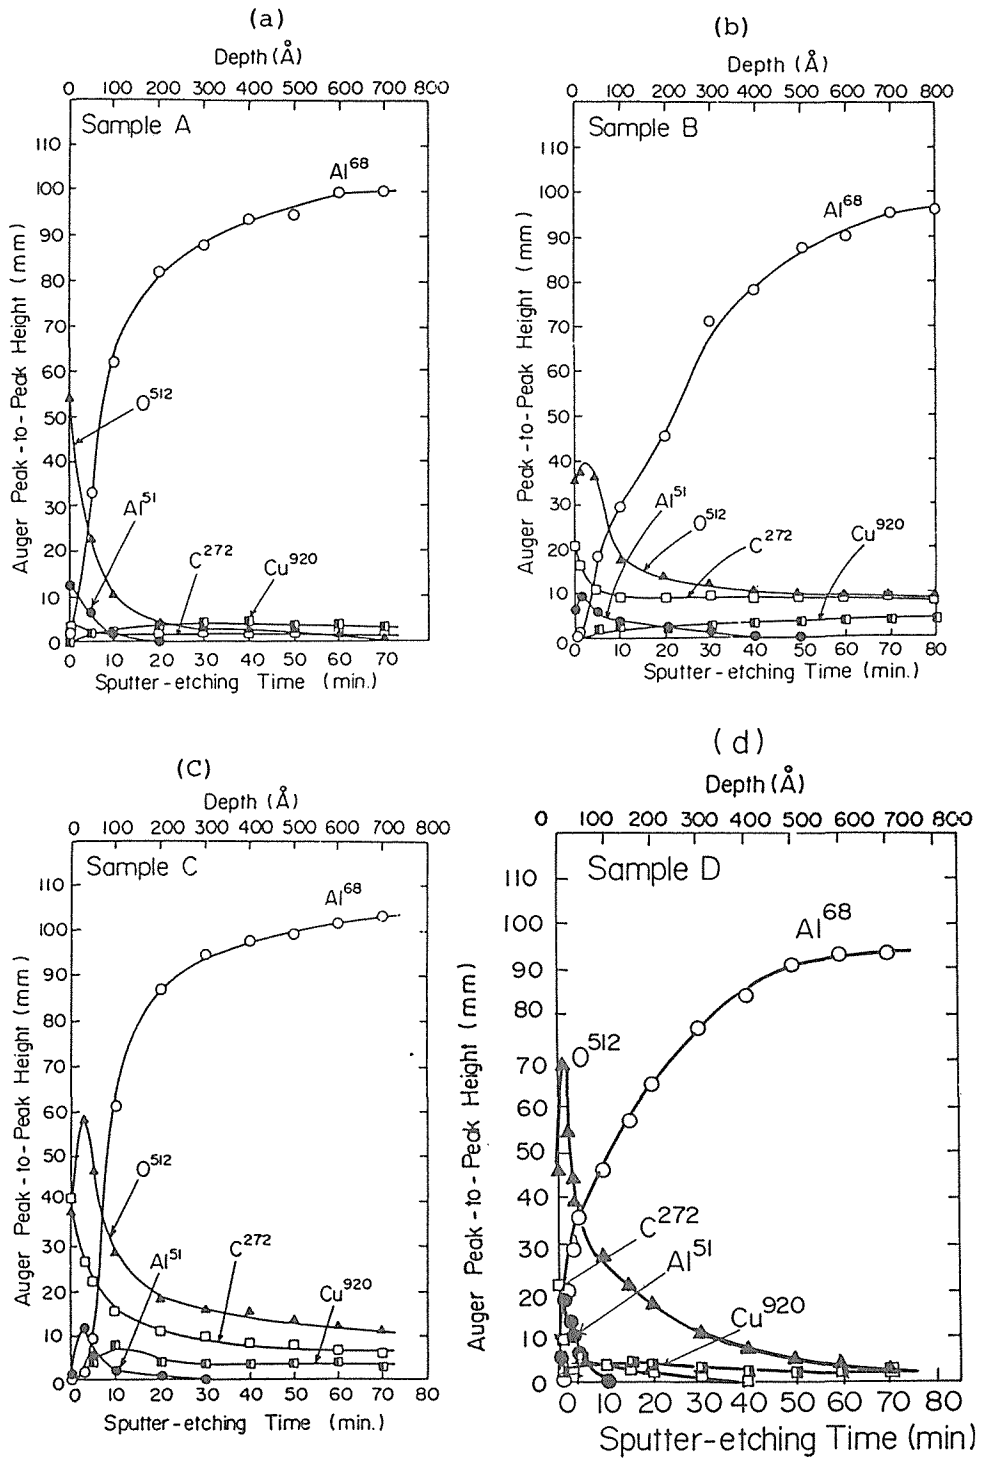 (a)
Depth (Å)
0 100 200 300 400 500 600 700 800
Sample A
110
100
90
80
70
60
50
40
30
20
10
0
Auger Peak-to-Peak Height (mm)
Al⁶⁸
O⁵¹²
Al⁵¹
C²⁷²
Cu⁹²⁰
0 10 20 30 40 50 60 70 80
Sputter-etching Time (min.)
(b)
Depth (Å)
0 100 200 300 400 500 600 700 800
Sample B
110
100
90
80
70
60
50
40
30
20
10
0
Auger Peak-to-Peak Height (mm)
Al⁶⁸
Al⁵¹
O⁵¹²
C²⁷²
Cu⁹²⁰
0 10 20 30 40 50 60 70 80
Sputter-etching Time (min.)
(C)
Depth (Å)
0 100 200 300 400 500 600 700 800
Sample C
110
100
90
80
70
60
50
40
30
20
10
0
Auger Peak-to-Peak Height (mm)
Al⁶⁸
O⁵¹²
Al⁵¹
C²⁷²
Cu⁹²⁰
0 10 20 30 40 50 60 70 80
Sputter-etching Time (min.)
(d)
Depth (Å)
0 100 200 300 400 500 600 700 800
Sample D
110
100
90
80
70
60
50
40
30
20
10
0
Auger Peak-to-Peak Height (mm)
Al⁶⁸
O⁵¹²
C²⁷²
Al⁵¹
Cu⁹²⁰
0 10 20 30 40 50 60 70 80
Sputter-etching Time (min)